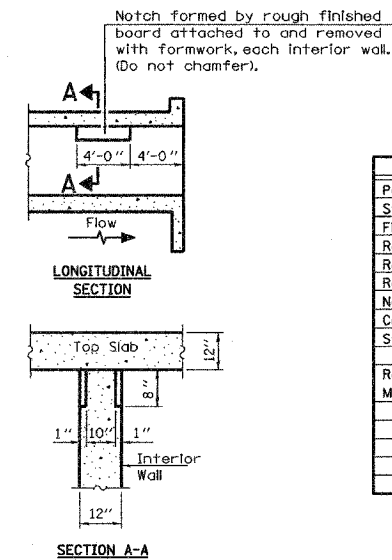 Notch formed by rough finished
board attached to and removed
with formwork, each interior wall.
(Do not chamfer).
A
4'-0" 4'-0"
A
Flow
LONGITUDINAL
SECTION
Top Slab
12"
8"
1" 10" 1"
Interior
Wall
12"
SECTION A-A
P
S
Fl
R
R
R
N
C
S
R
M